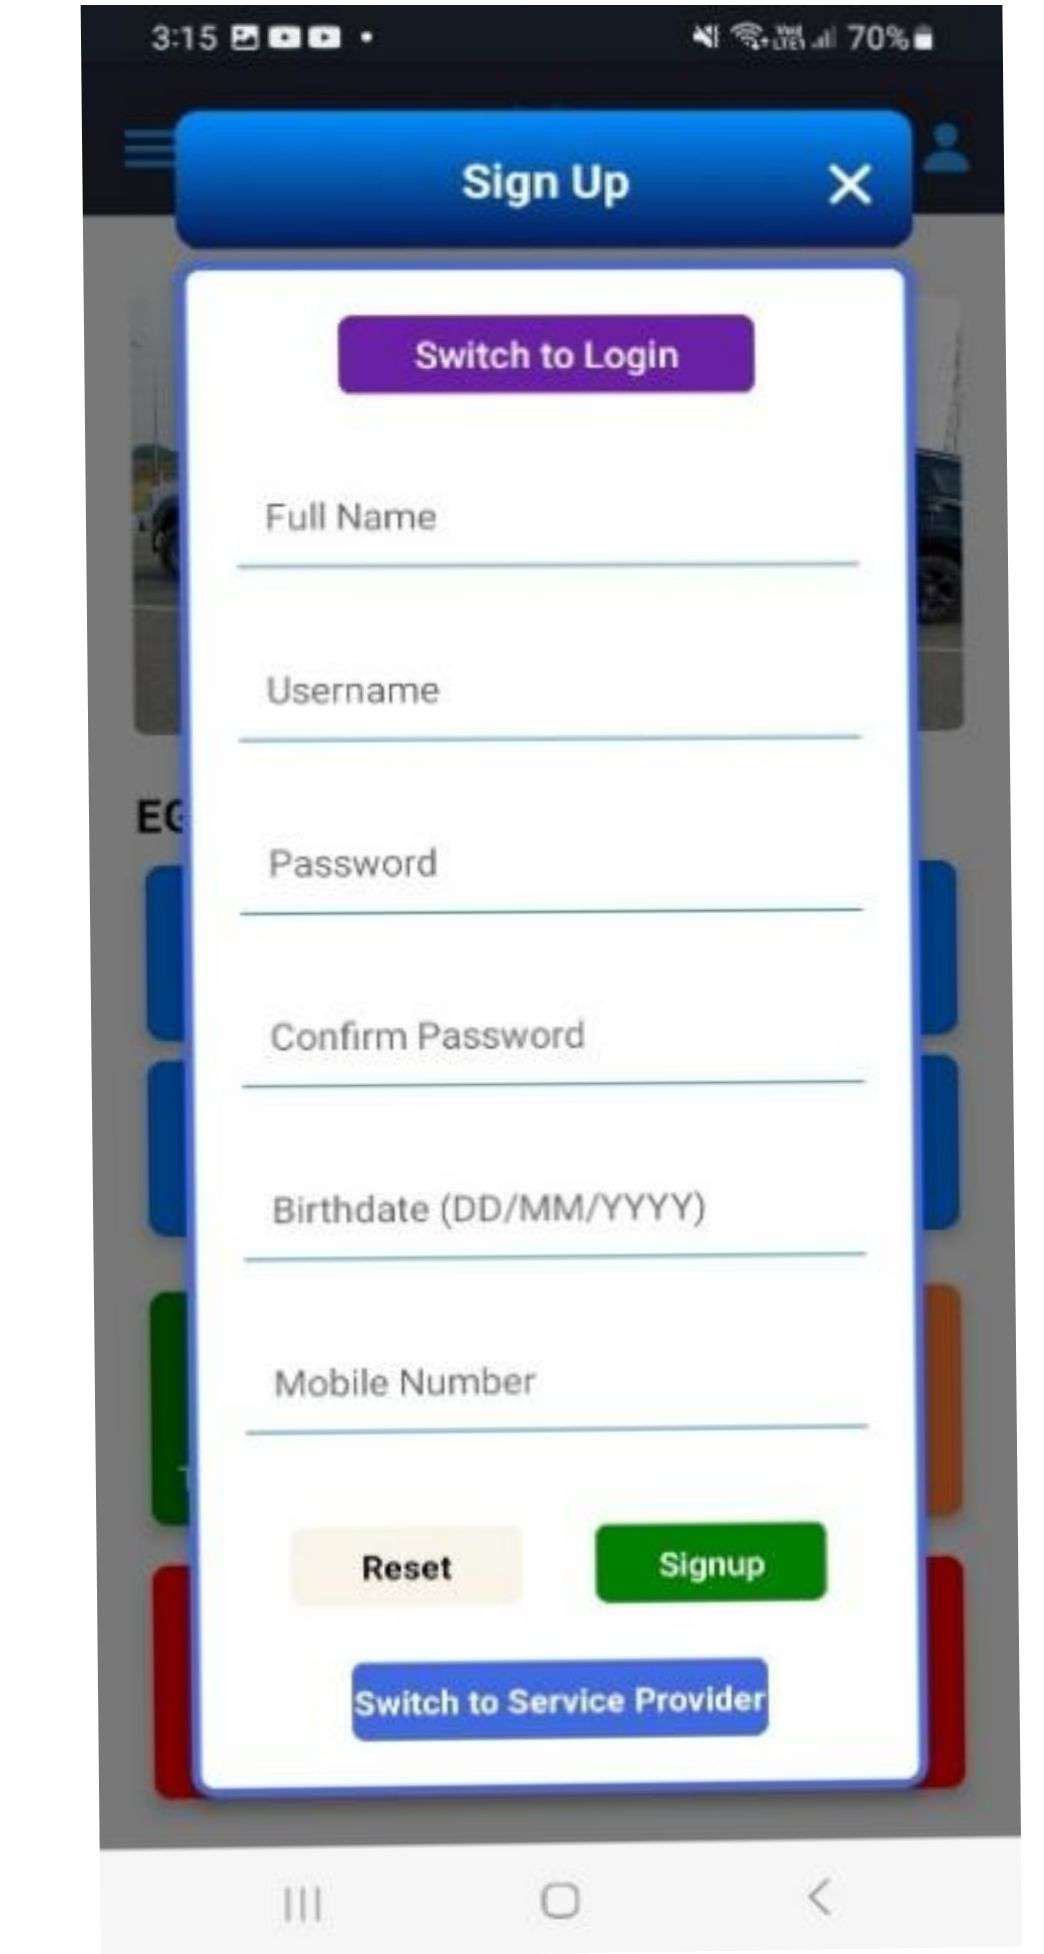 3:15
VoLTE1 70%
Sign Up
Switch to Login
Full Name
Username
Password
Confirm Password
EG
Birthdate (DD/MM/YYYY)
Mobile Number
T
Reset Signup
Switch to Service Provider